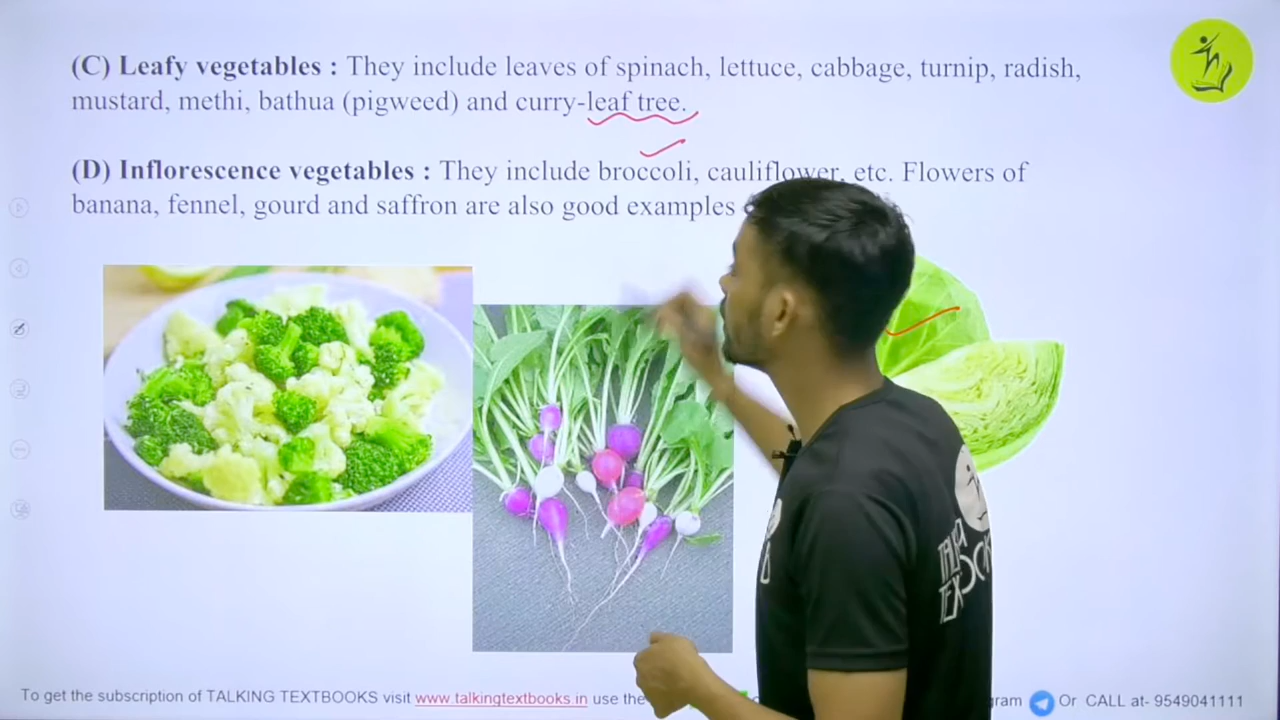 (C) Leafy vegetables : They include leaves of spinach, lettuce, cabbage, turnip, radish,
mustard, methi, bathua (pigweed) and curry-leaf tree.
(D) Inflorescence vegetables : They include broccoli, cauliflower, etc. Flowers of
banana, fennel, gourd and saffron are also good examples
To get the subscription of TALKING TEXTBOOKS visit www.talkingtextbooks.in use the
Or CALL at- 9549041111